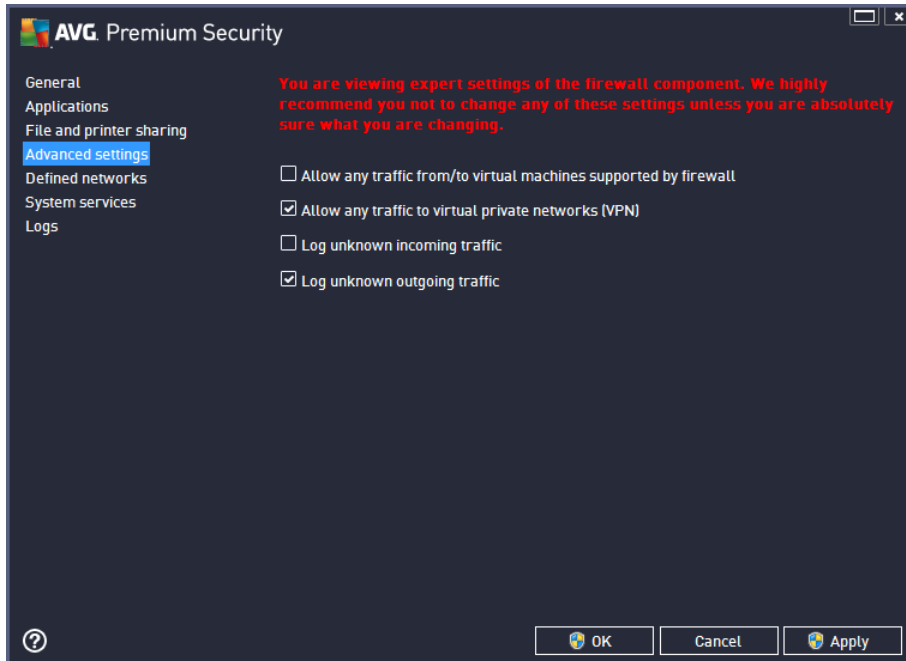 AVG. Premium Security
General
Applications
File and printer sharing
Advanced settings
Defined networks
System services
Logs
You are viewing expert settings of the firewall component. We highly
recommend you not to change any of these settings unless you are absolutely
sure what you are changing.
Allow any traffic from/to virtual machines supported by firewall
Allow any traffic to virtual private networks (VPN)
Log unknown incoming traffic
Log unknown outgoing traffic
?
OK
Cancel
Apply